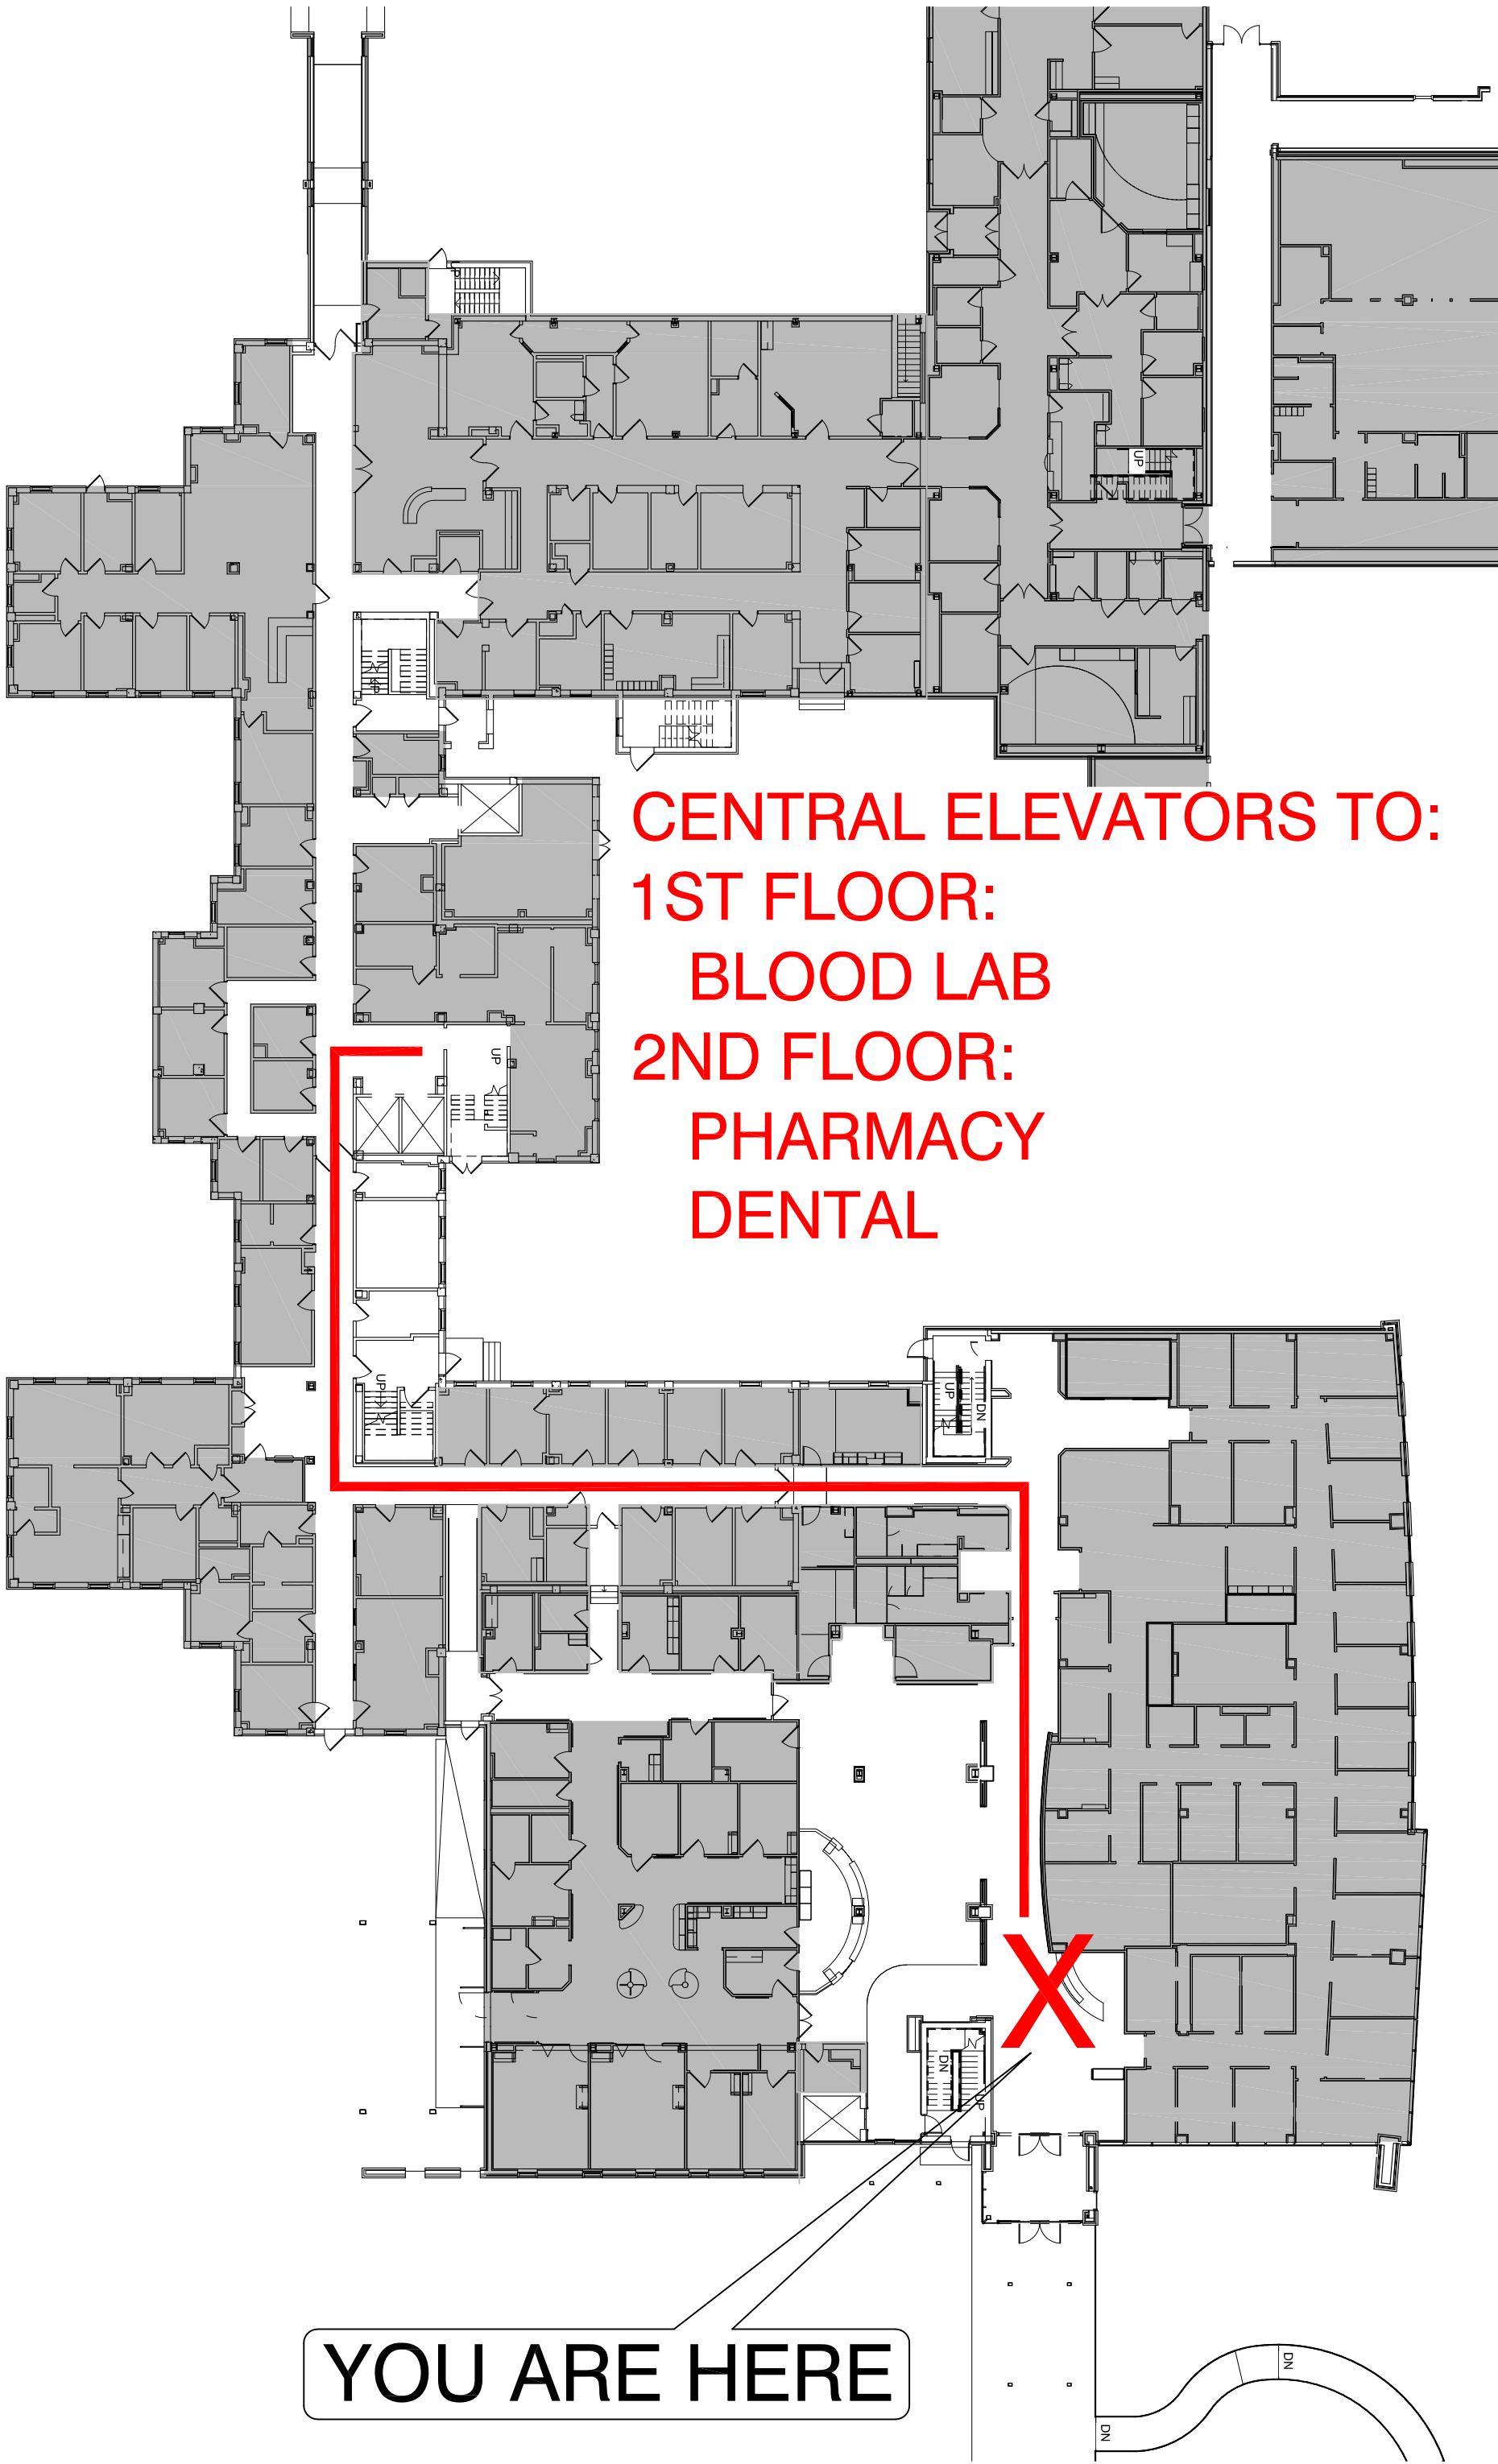 UP
CENTRAL ELEVATORS TO:
1ST FLOOR:
BLOOD LAB
2ND FLOOR:
UP
PHARMACY
DENTAL
UP
UP
DN
DN
UP
YOU ARE HERE
DN
DN